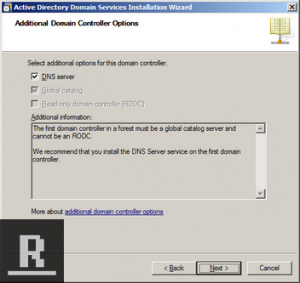 Active Directory Domain Services Installation Wizard
Additional Domain Controller Options
Select additional options for this domain controller.
DNS server
Global catalog
Read-only domain controller (RODC)
Additional information:
The first domain controller in a forest must be a global catalog server and
cannot be an RODC.
We recommend that you install the DNS Server service on the first domain
controller.
More about additional domain controller options
< Back
Next >
Cancel
R